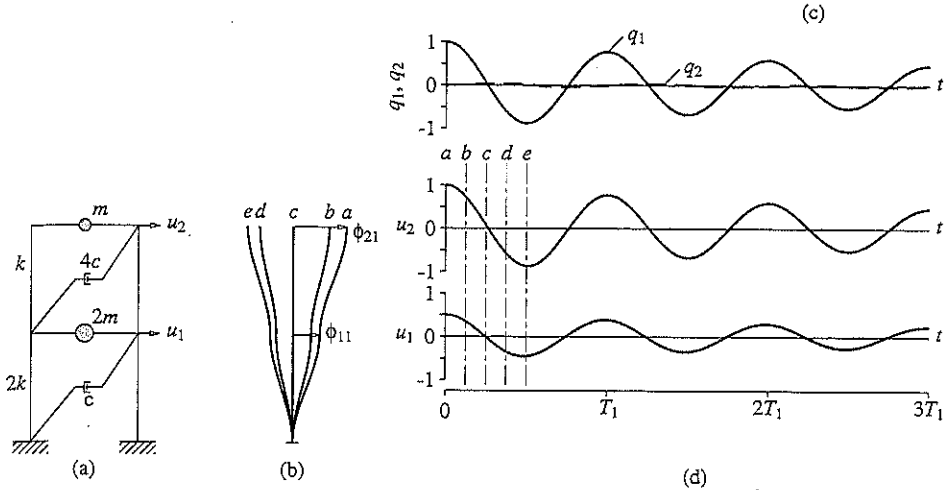 (c)
1
0
-1
q₁, q₂
q₁
q₂
t
a b c d e
1
0
-1
u₂
t
1
0
-1
u₁
t
0 T₁ 2T₁ 3T₁
(d)
m
u₂
k
4c
2m
u₁
2k
c
(a)
e d c b a
ϕ₂₁
ϕ₁₁
(b)